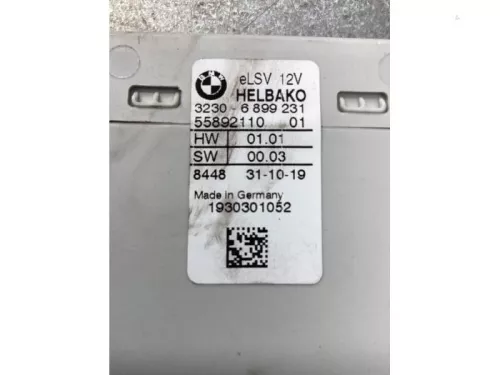 BMW
eLSV 12V
HELBAKO
3230- 6 899 231
55892110 01
HW 01.01
SW 00.03
8448 31-10-19
Made in Germany
1930301052